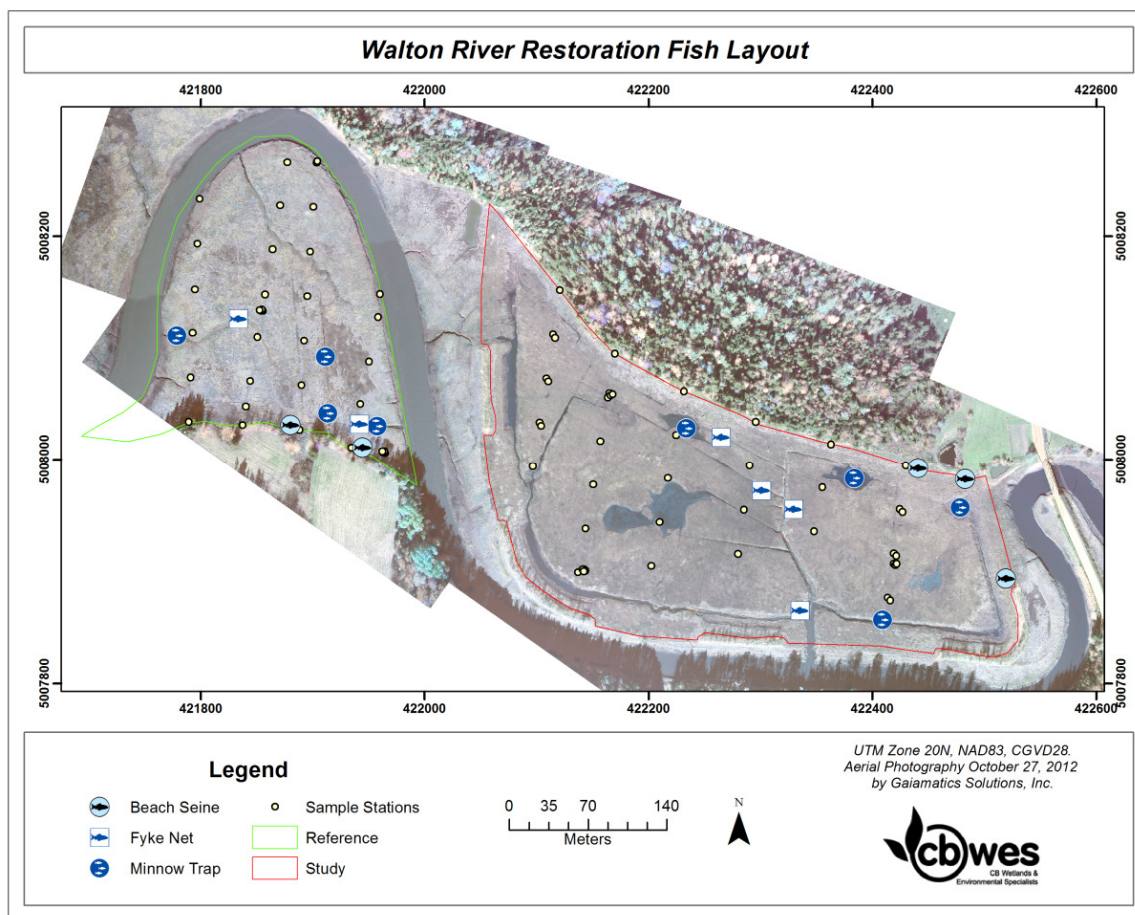 Walton River Restoration Fish Layout
421800 422000 422200 422400 422600
5008200 5008200
5008000 5008000
5007800 5007800
421800 422000 422200 422400 422600
Legend
Beach Seine
Fyke Net
Minnow Trap
Sample Stations
Reference
Study
0 35 70 140
Meters
N
UTM Zone 20N, NAD83, CGVD28.
Aerial Photography October 27, 2012
by Gaiamatics Solutions, Inc.
cbwes
CB Wetlands &
Environmental Specialists